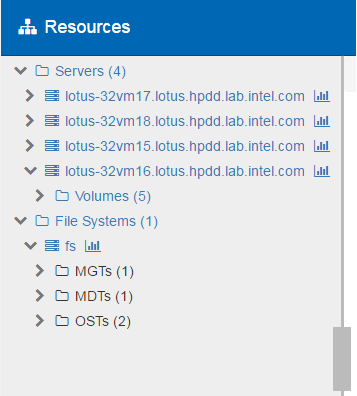 Resources
Servers (4)
lotus-32vm17.lotus.hpdd.lab.intel.com
lotus-32vm18.lotus.hpdd.lab.intel.com
lotus-32vm15.lotus.hpdd.lab.intel.com
lotus-32vm16.lotus.hpdd.lab.intel.com
Volumes (5)
File Systems (1)
fs
MGTs (1)
MDTs (1)
OSTs (2)